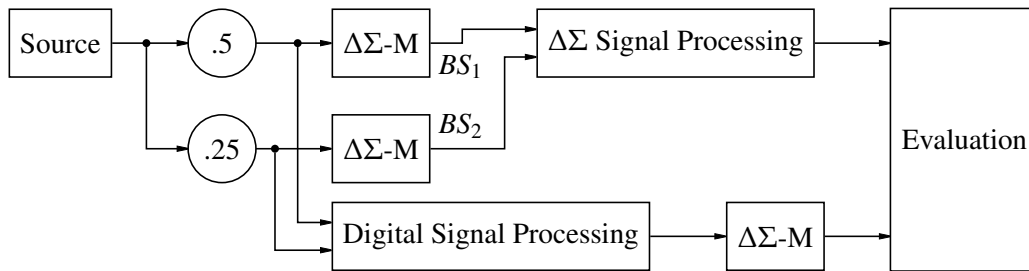 Source
.5
ΔΣ-M
BS1
ΔΣ Signal Processing
.25
ΔΣ-M
BS2
Evaluation
Digital Signal Processing
ΔΣ-M